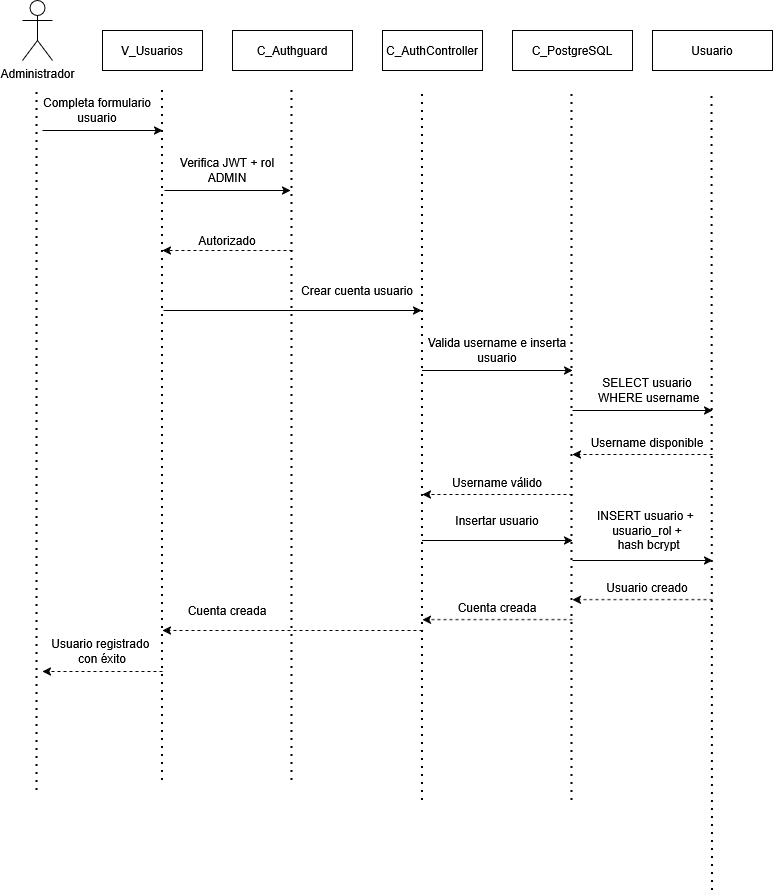 Administrador
V_Usuarios
C_Authguard
C_AuthController
C_PostgreSQL
Usuario
Completa formulario
usuario
Verifica JWT + rol
ADMIN
Autorizado
Crear cuenta usuario
Valida username e inserta
usuario
SELECT usuario
WHERE username
Username disponible
Username válido
Insertar usuario
INSERT usuario +
usuario_rol +
hash bcrypt
Usuario creado
Cuenta creada
Cuenta creada
Usuario registrado
con éxito